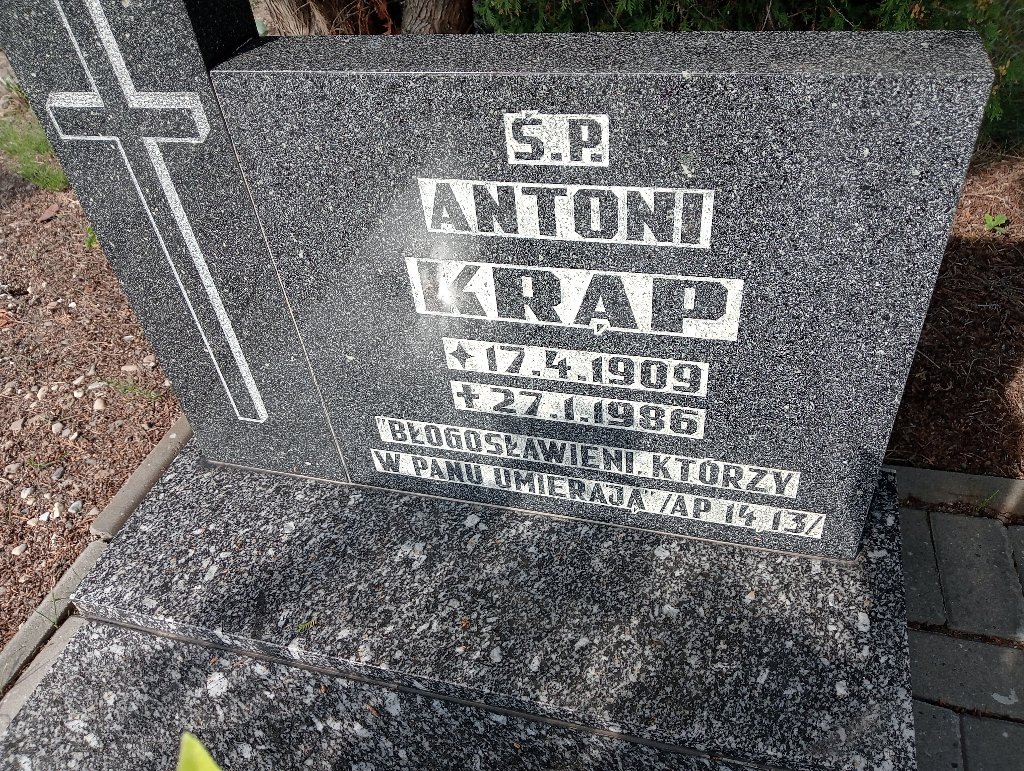 Ś.P.
ANTONI
KRĄP
✦ 17.4.1909
✝ 27.1.1986
"BŁOGOSŁAWIENI, KTÓRZY
W PANU UMIERAJĄ" /AP 14 13/